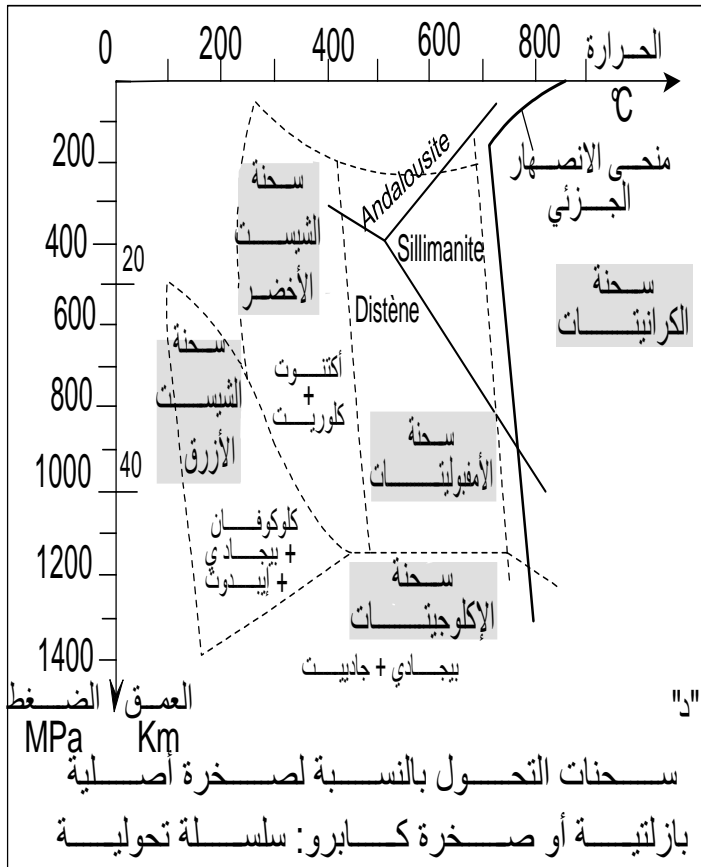 0 200 400 600 800 الحرارة
℃
منحى الانصهار
الجزئي
200
400
600
800
1000
1200
1400
20
40
Andalousite
Sillimanite
Distène
سحنة
الشيست
الأخضر
سحنة
الكرانيتات
سحنة
الشيست
الأزرق
أكتنوت
+
كلوريت
سحنة
الأمفبوليتات
كلوكوفان
+ بيجادي
+ إيبدوت
سحنة
الإكلوجيتات
بيجادي + جادييت
الضغط العمق
MPa Km
"د"
سحنات التحول بالنسبة لصخرة أصلية
بازلتية أو صخرة كابرو: سلسلة تحولية